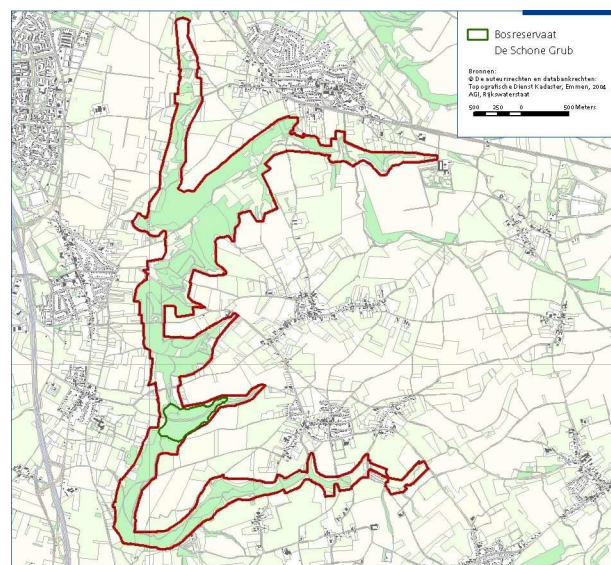 Bosreservaat
De Schone Grub
Bronnen:
© De auteursrechten en databankrechten:
Topografische Dienst Kadaster, Emmen, 2004
AGI, Rijkswaterstaat
500 250 0 500 Meters